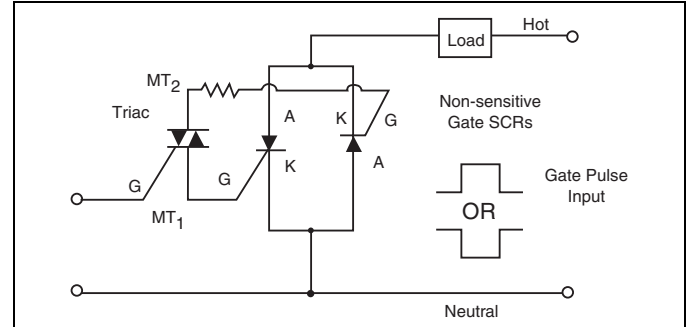 Hot
Load
MT2
Triac
A
K
G
Non-sensitive
Gate SCRs
G
G
K
A
Gate Pulse
Input
OR
MT1
Neutral